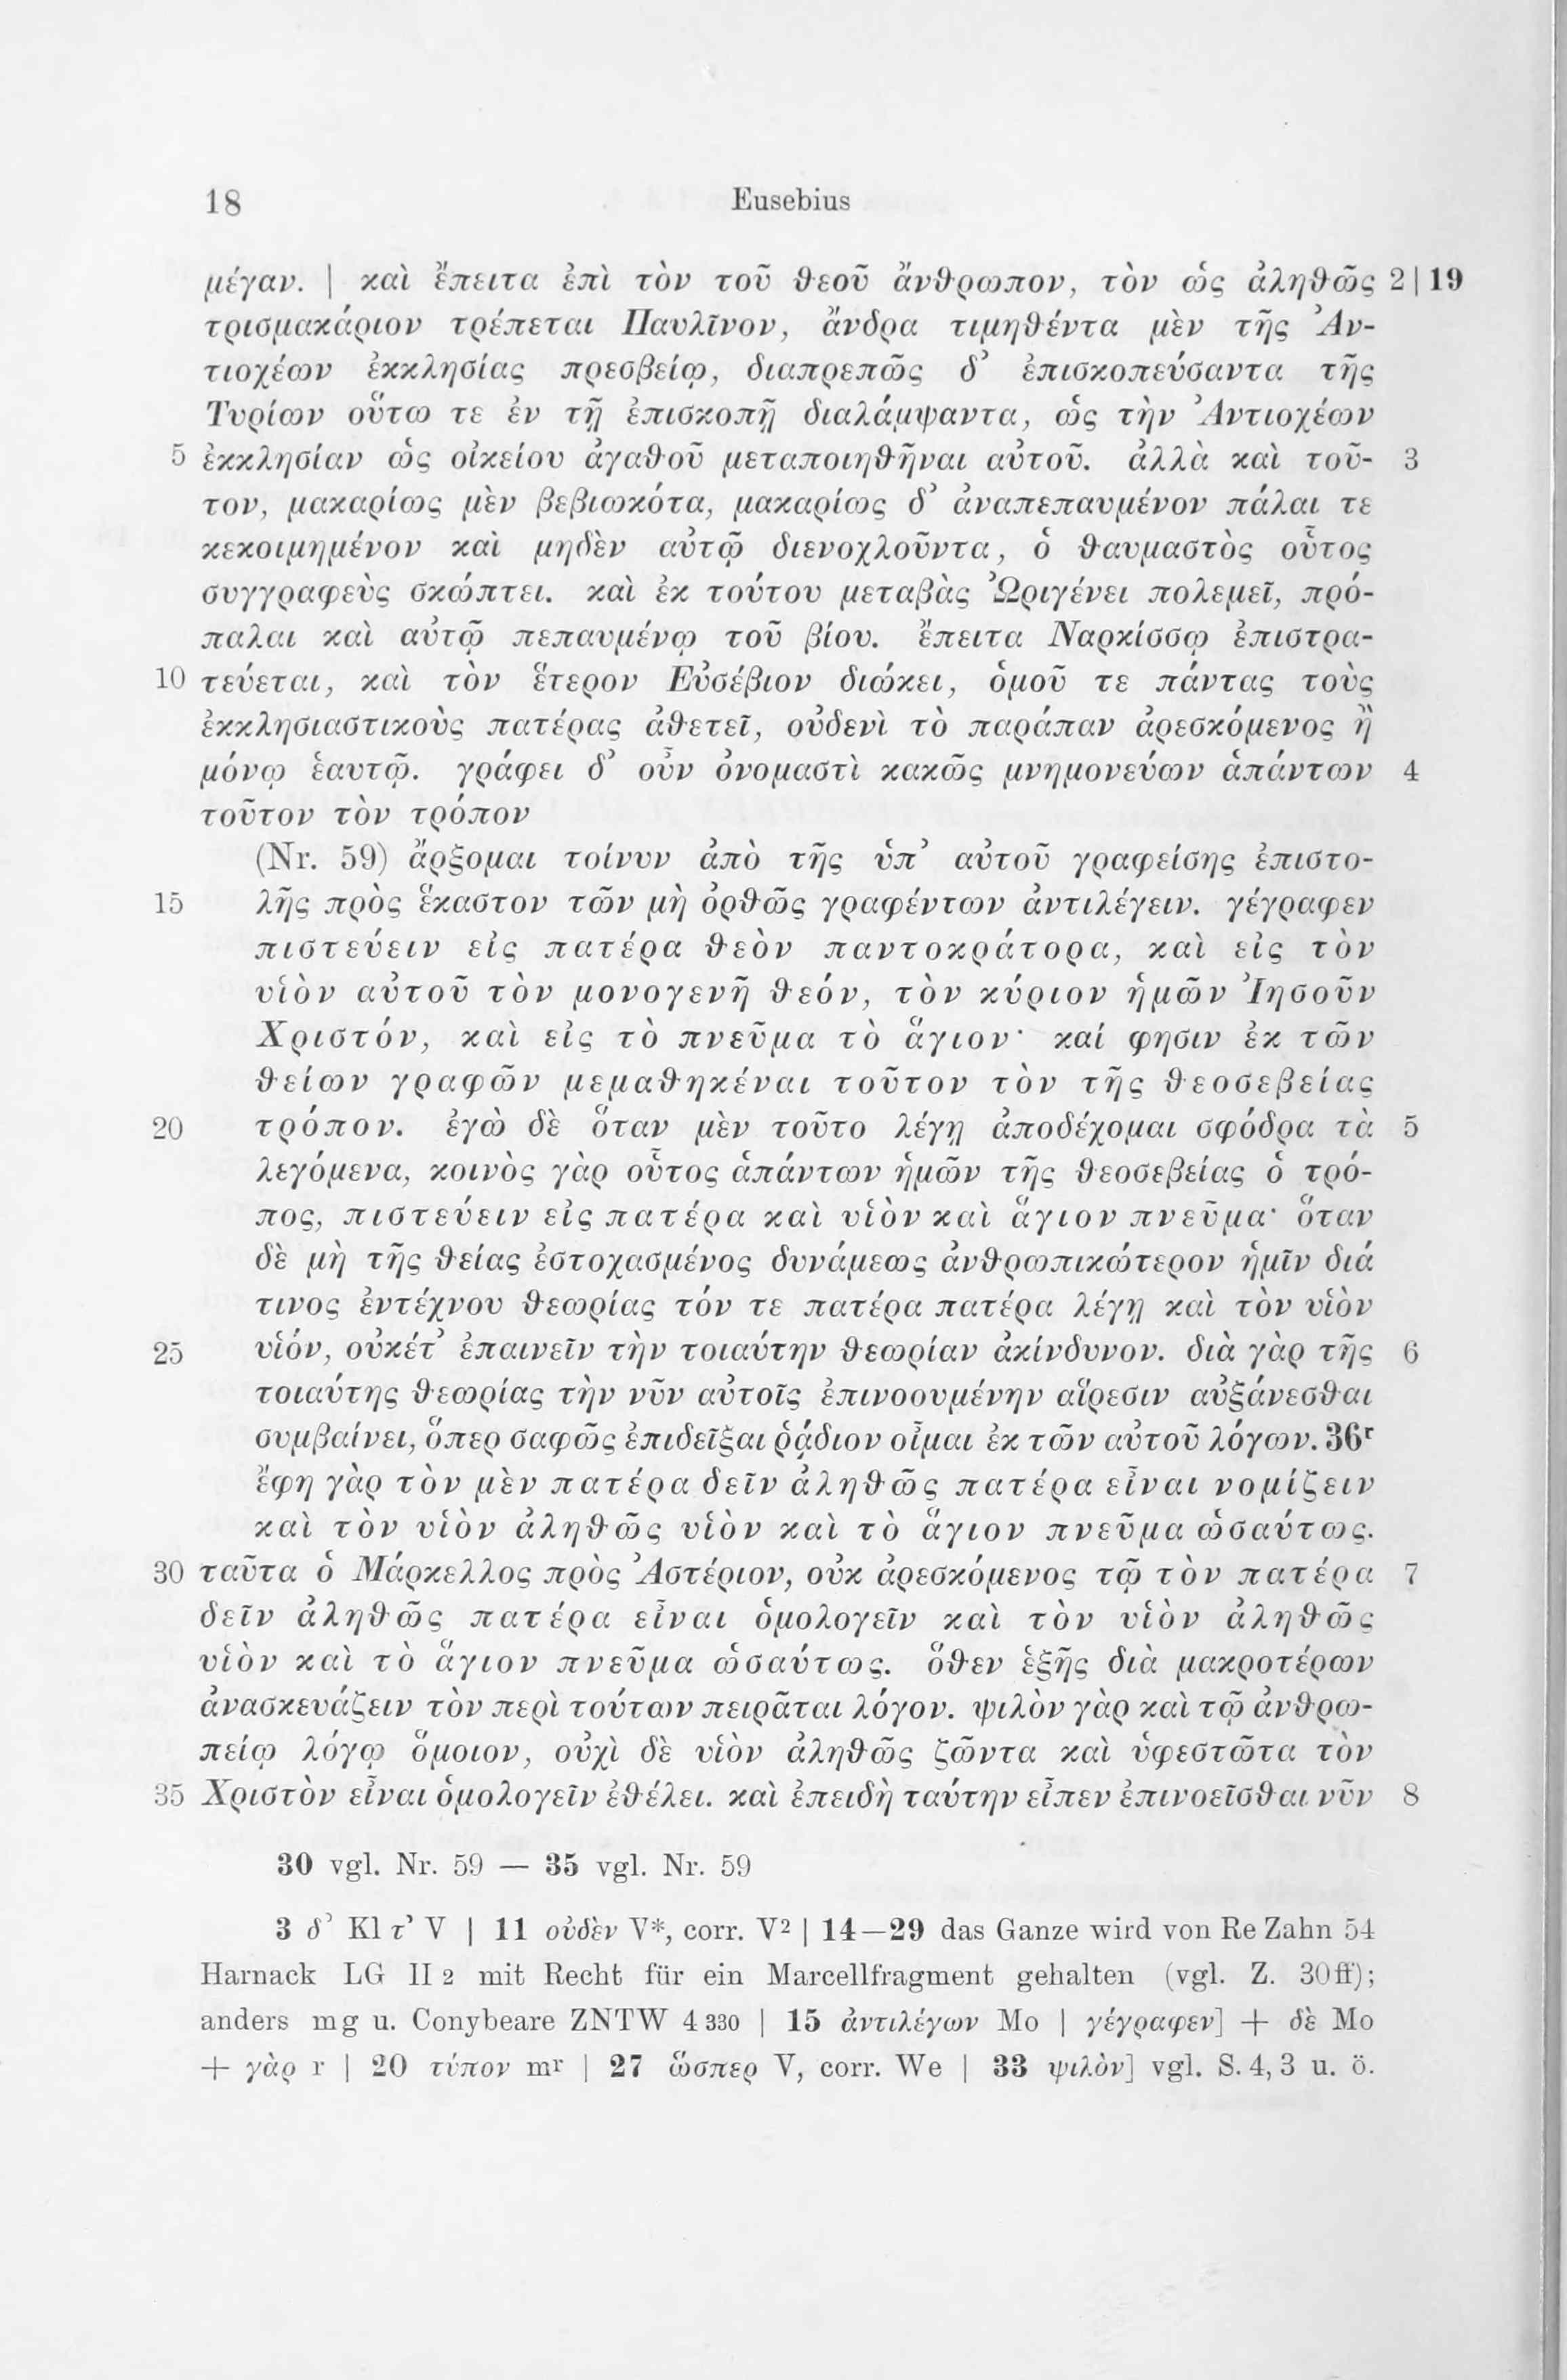 18 Eusebius
μέγαν. | καὶ ἔπειτα ἐπὶ τὸν τοῦ θεοῦ ἄνθρωπον, τὸν ὡς ἀληθῶς 2|19
τρισμακάριον τρέπεται Παυλῖνον, ἄνδρα τιμηθέντα μὲν τῆς Ἀν-
τιοχέων ἐκκλησίας πρεσβείῳ, διαπρεπῶς δ' ἐπισκοπεύσαντα τῆς
Τυρίων οὕτω τε ἐν τῇ ἐπισκοπῇ διαλάμψαντα, ὡς τὴν Ἀντιοχέων
5 ἐκκλησίαν ὡς οἰκείου ἀγαθοῦ μεταποιηθῆναι αὐτοῦ. ἀλλὰ καὶ τοῦ- 3
τον, μακαρίως μὲν βεβιωκότα, μακαρίως δ' ἀναπεπαυμένον πάλαι τε
κεκοιμημένον καὶ μηδὲν αὐτῷ διενοχλοῦντα, ὁ θαυμαστὸς οὗτος
συγγραφεὺς σκώπτει. καὶ ἐκ τούτου μεταβὰς Ὠριγένει πολεμεῖ, πρό-
παλαι καὶ αὐτῷ πεπαυμένῳ τοῦ βίου. ἔπειτα Ναρκίσσῳ ἐπιστρα-
10 τεύεται, καὶ τὸν ἕτερον Εὐσέβιον διώκει, ὁμοῦ τε πάντας τοὺς
ἐκκλησιαστικοὺς πατέρας ἀθετεῖ, οὐδενὶ τὸ παράπαν ἀρεσκόμενος ἢ
μόνῳ ἑαυτῷ. γράφει δ' οὖν ὀνομαστὶ κακῶς μνημονεύων ἁπάντων 4
τοῦτον τὸν τρόπον
(Nr. 59) ἄρξομαι τοίνυν ἀπὸ τῆς ὑπ' αὐτοῦ γραφείσης ἐπιστο-
15 λῆς πρὸς ἕκαστον τῶν μὴ ὀρθῶς γραφέντων ἀντιλέγειν. γέγραφεν
πιστεύειν εἰς πατέρα θεὸν παντοκράτορα, καὶ εἰς τὸν
υἱὸν αὐτοῦ τὸν μονογενῆ θεόν, τὸν κύριον ἡμῶν Ἰησοῦν
Χριστόν, καὶ εἰς τὸ πνεῦμα τὸ ἅγιον· καί φησιν ἐκ τῶν
θείων γραφῶν μεμαθηκέναι τοῦτον τὸν τῆς θεοσεβείας
20 τρόπον. ἐγὼ δὲ ὅταν μὲν τοῦτο λέγῃ ἀποδέχομαι σφόδρα τὰ 5
λεγόμενα, κοινὸς γὰρ οὗτος ἁπάντων ἡμῶν τῆς θεοσεβείας ὁ τρό-
πος, πιστεύειν εἰς πατέρα καὶ υἱὸν καὶ ἅγιον πνεῦμα· ὅταν
δὲ μὴ τῆς θείας ἐστοχασμένος δυνάμεως ἀνθρωπικώτερον ἡμῖν διά
τινος ἐντέχνου θεωρίας τόν τε πατέρα πατέρα λέγῃ καὶ τὸν υἱὸν
25 υἱόν, οὐκέτ' ἐπαινεῖν τὴν τοιαύτην θεωρίαν ἀκίνδυνον. διὰ γὰρ τῆς 6
τοιαύτης θεωρίας τὴν νῦν αὐτοῖς ἐπινοουμένην αἵρεσιν αὐξάνεσθαι
συμβαίνει, ὅπερ σαφῶς ἐπιδεῖξαι ῥᾴδιον οἶμαι ἐκ τῶν αὐτοῦ λόγων. 36r
ἔφη γὰρ τὸν μὲν πατέρα δεῖν ἀληθῶς πατέρα εἶναι νομίζειν
καὶ τὸν υἱὸν ἀληθῶς υἱὸν καὶ τὸ ἅγιον πνεῦμα ὡσαύτως.
30 ταῦτα ὁ Μάρκελλος πρὸς Ἀστέριον, οὐκ ἀρεσκόμενος τῷ τὸν πατέρα 7
δεῖν ἀληθῶς πατέρα εἶναι ὁμολογεῖν καὶ τὸν υἱὸν ἀληθῶς
υἱὸν καὶ τὸ ἅγιον πνεῦμα ὡσαύτως. ὅθεν ἑξῆς διὰ μακροτέρων
ἀνασκευάζειν τὸν περὶ τούτων πειρᾶται λόγον. ψιλὸν γὰρ καὶ τῷ ἀνθρω-
πείῳ λόγῳ ὅμοιον, οὐχὶ δὲ υἱὸν ἀληθῶς ζῶντα καὶ ὑφεστῶτα τὸν
35 Χριστὸν εἶναι ὁμολογεῖν ἐθέλει. καὶ ἐπειδὴ ταύτην εἶπεν ἐπινοεῖσθαι νῦν 8
30 vgl. Nr. 59 — 35 vgl. Nr. 59
3 δ' Kl τ' V | 11 οὐδὲν V*, corr. V2 | 14—29 das Ganze wird von Re Zahn 54
Harnack LG II 2 mit Recht für ein Marcellfragment gehalten (vgl. Z. 30ff);
anders mg u. Conybeare ZNTW 4 330 | 15 ἀντιλέγων Mo | γέγραφεν] + δὲ Mo
+ γὰρ r | 20 τύπον mr | 27 ὥσπερ V, corr. We | 33 ψιλὸν] vgl. S. 4, 3 u. ö.